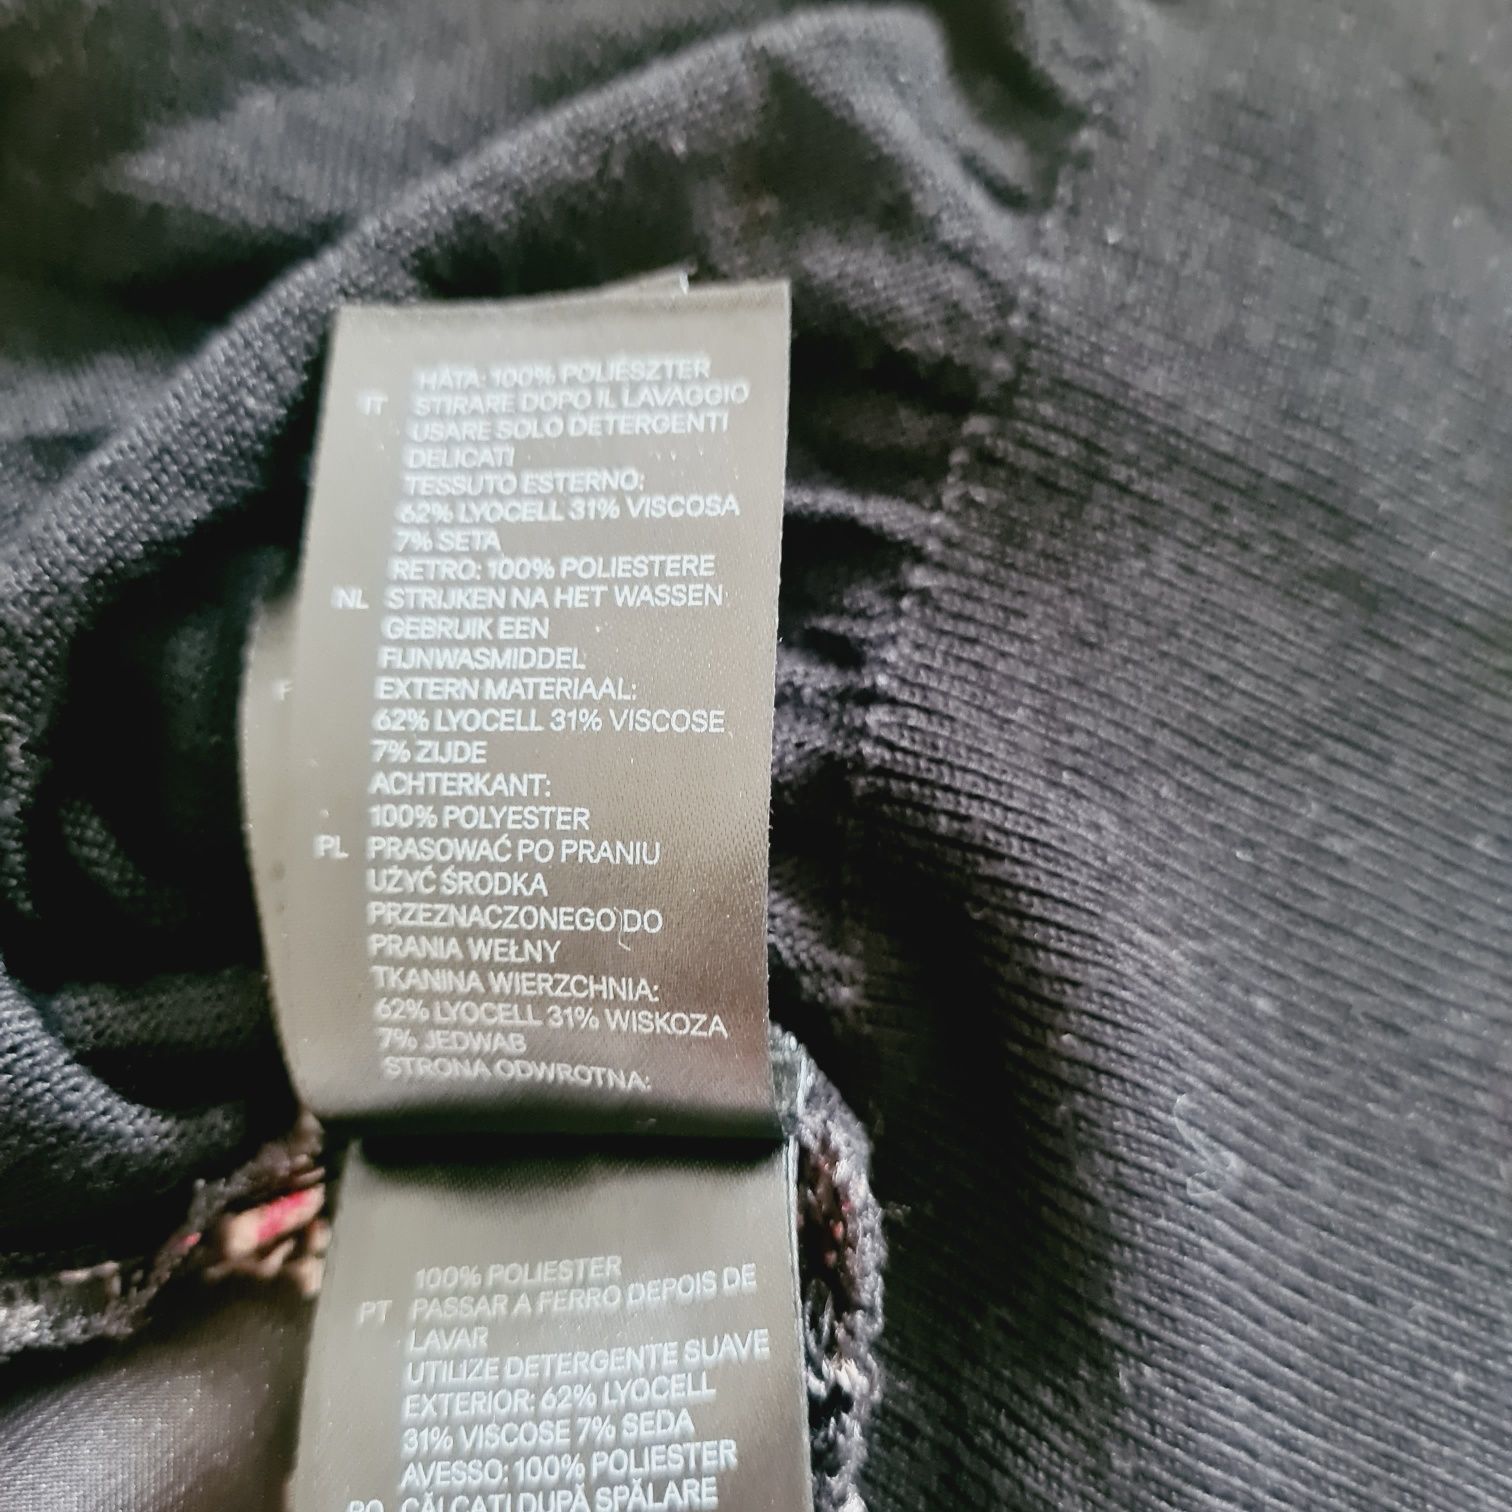 HÁTA: 100% POLIÉSZTER
IT STIRARE DOPO IL LAVAGGIO
USARE SOLO DETERGENTI
DELICATI
TESSUTO ESTERNO:
62% LYOCELL 31% VISCOSA
7% SETA
RETRO: 100% POLIESTERE
NL STRIJKEN NA HET WASSEN
GEBRUIK EEN
FIJNWASMIDDEL
EXTERN MATERIAAL:
62% LYOCELL 31% VISCOSE
7% ZIJDE
ACHTERKANT:
100% POLYESTER
PL PRASOWAĆ PO PRANIU
UŻYĆ ŚRODKA
PRZEZNACZONEGO DO
PRANIA WEŁNY
TKANINA WIERZCHNIA:
62% LYOCELL 31% WISKOZA
7% JEDWAB
STRONA ODWROTNA:
100% POLIESTER
PT PASSAR A FERRO DEPOIS DE
LAVAR
UTILIZE DETERGENTE SUAVE
EXTERIOR: 62% LYOCELL
31% VISCOSE 7% SEDA
AVESSO: 100% POLIESTER
RO CĂLCAȚI DUPĂ SPĂLARE